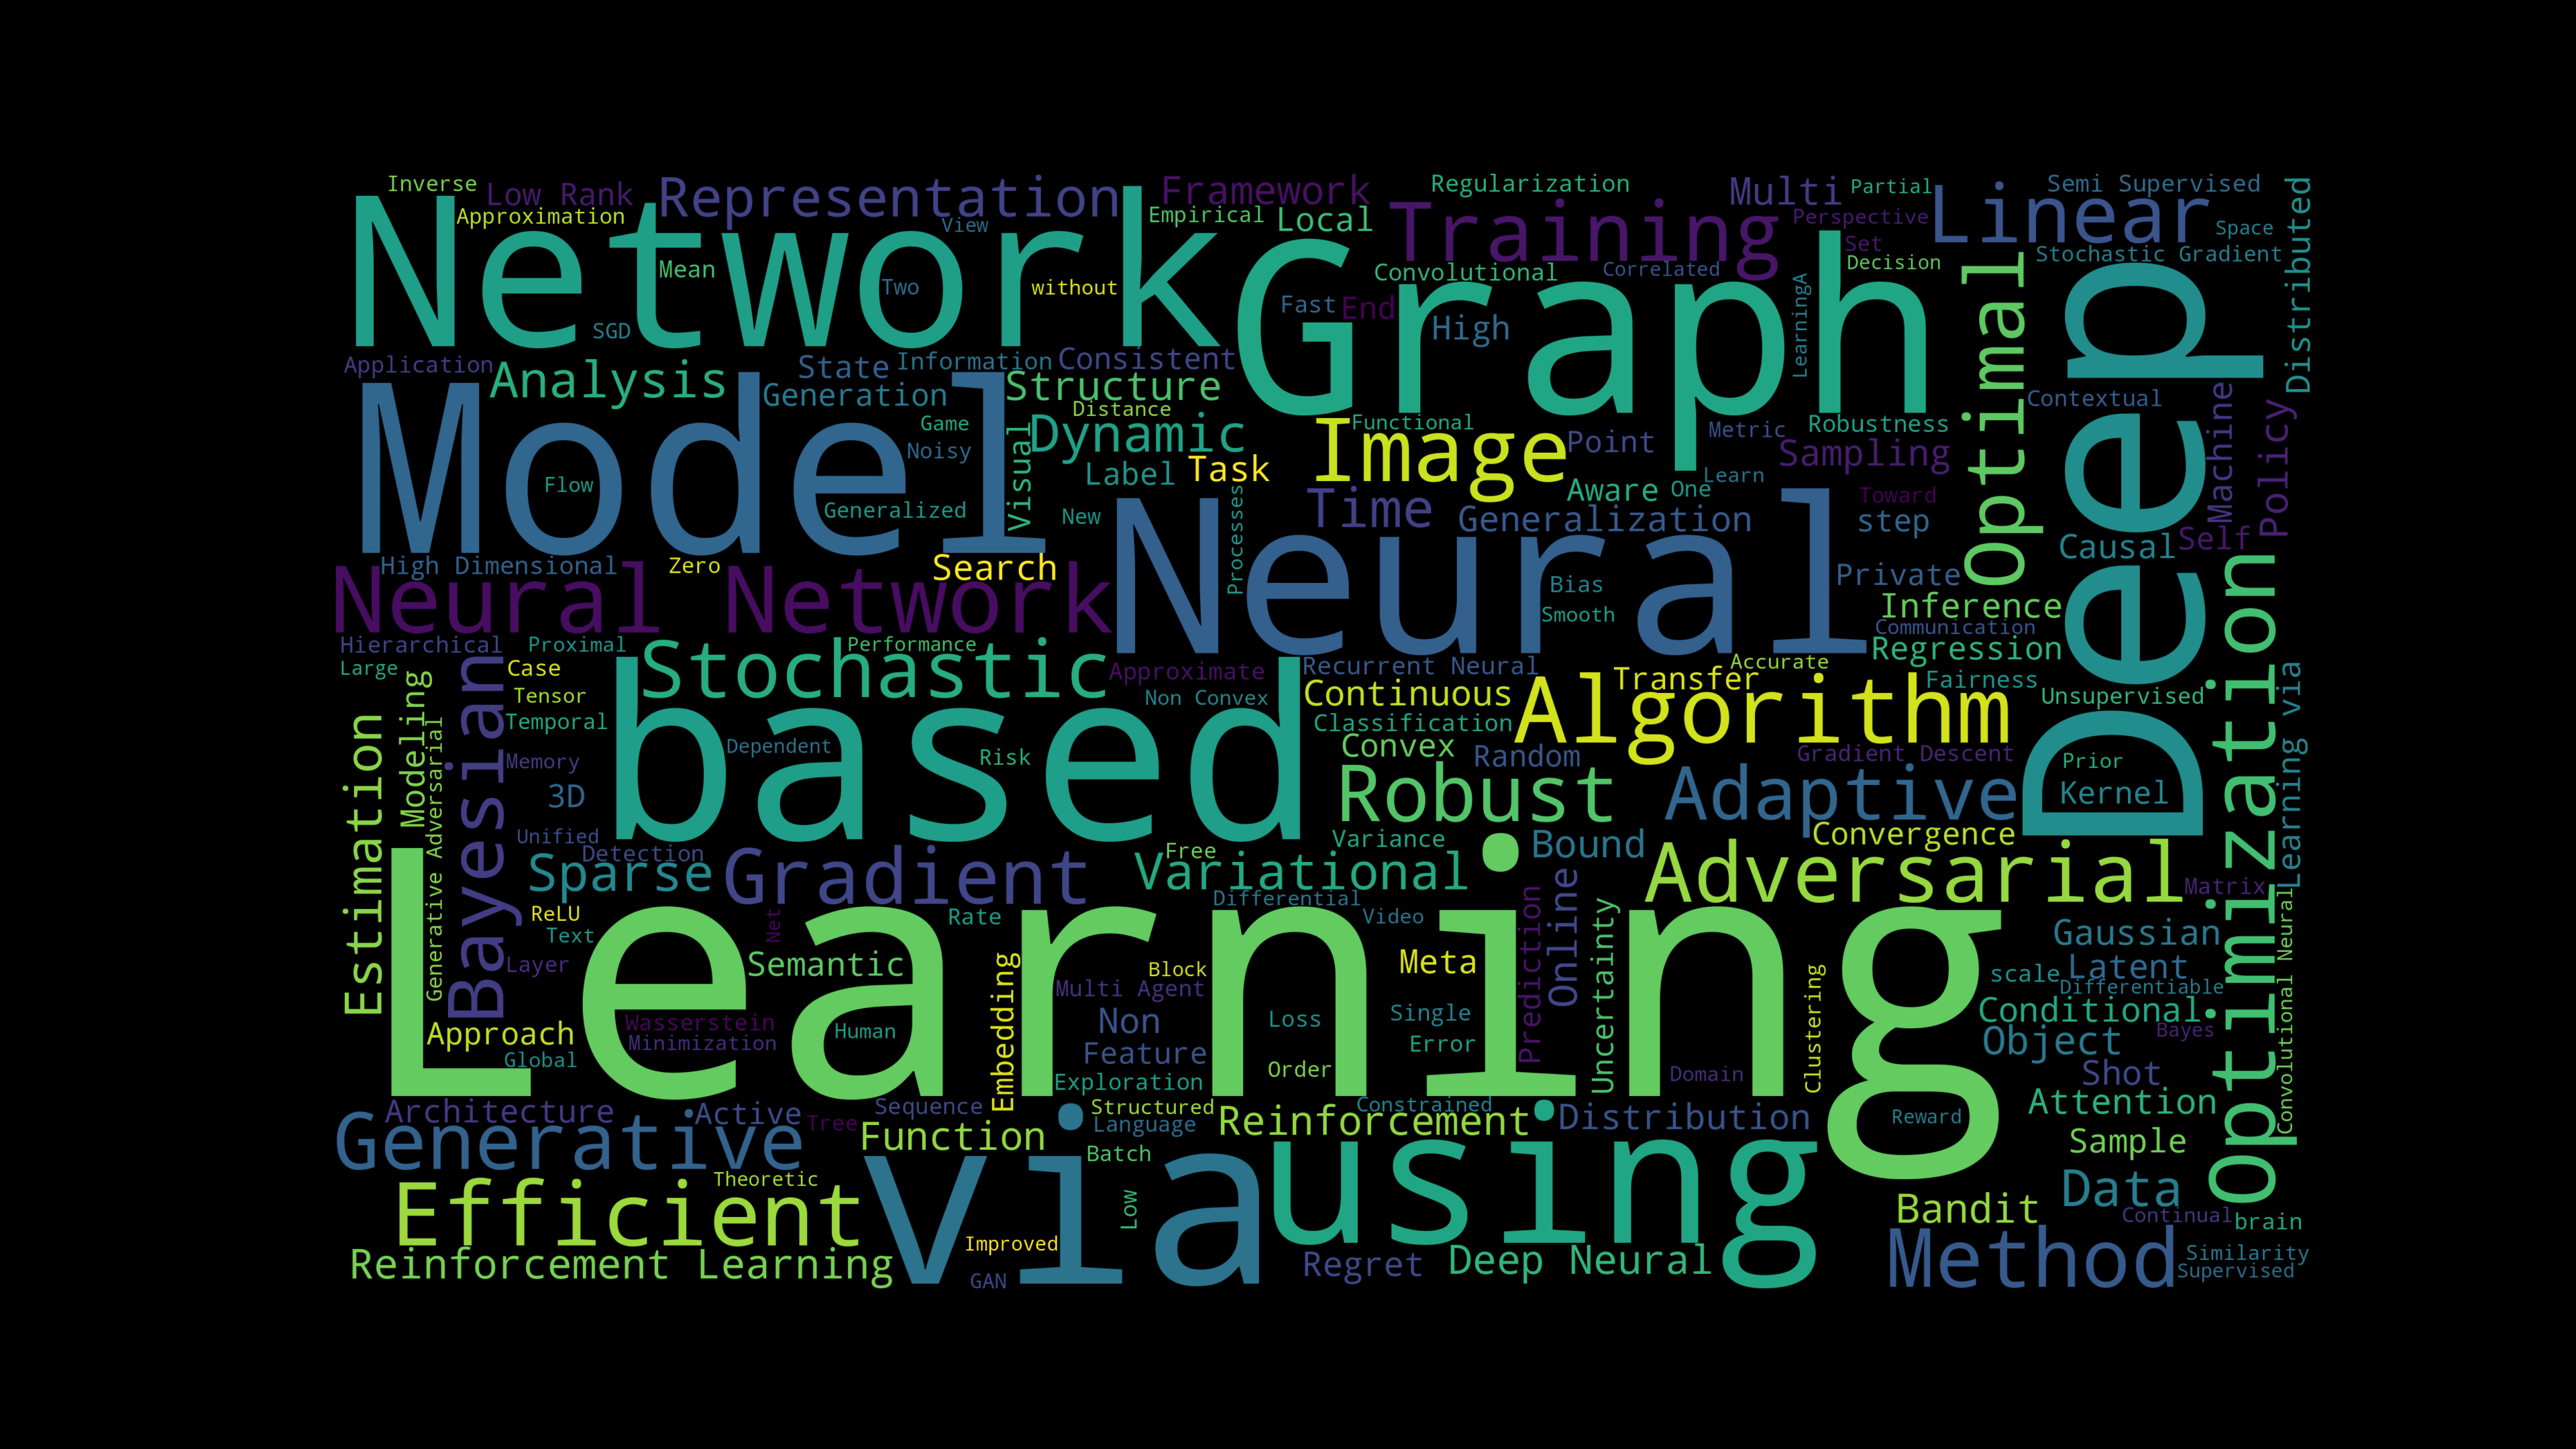 Inverse
Low Rank
Representation
Framework
Regularization
Multi
Partial
Linear
Semi Supervised
Distributed
Approximation
View
Empirical
Local
Training
Perspective
Space
Network
Mean
Two
without
SGD
Graph
Convolutional
Correlated
Set
Decision
Stochastic Gradient
Fast
End
High
LearningA
Optimal
Deep
Application
Analysis
State
Information
Consistent
Generation
Structure
Distance
Model
Game
Noisy
Visual
Dynamic
Functional
Image
Point
Metric
Robustness
Contextual
Machine
Policy
Flow
Generalized
Label
Task
Sampling
Learn
Aware
One
New
Processes
Time
Generalization
Toward
step
Causal
Self
High Dimensional
Zero
Search
Neural
Bias
Smooth
Private
Inference
Neural Network
Communication
Regression
Optimization
Hierarchical
Proximal
Performance
Stochastic
Large
Case
Approximate
Recurrent Neural
Accurate
Transfer
Fairness
Unsupervised
Learning via
Modeling
Bayesian
Tensor
Non Convex
Continuous
Algorithm
Temporal
based
Classification
Estimation
Generative Adversarial
Dependent
Risk
Convex
Random
Gradient Descent
Prior
Memory
3D
Robust
Adaptive
Kernel
Unified
Detection
Variance
Bound
Convergence
Sparse
Gradient
Free
Variational
Adversarial
Matrix
Learning
ReLU
Net
Rate
Differential
Video
Online
Prediction
Uncertainty
Text
Gaussian
Layer
Semantic
Embedding
Block
Meta
Clustering
scale
Latent
Multi Agent
Differentiable
Convolutional Neural
Approach
Wasserstein
Human
Non
Loss
Single
Conditional
Minimization
Bayes
Global
Feature
Error
Object
Exploration
Order
Domain
Shot
Architecture
Active
Tree
Sequence
Structured
Constrained
Attention
Generative
Function
Language
Reinforcement
Distribution
Reward
Sample
Batch
via
using
Theoretic
Efficient
Low
Bandit
Data
Continual
brain
Improved
Method
Similarity
Reinforcement Learning
GAN
Regret
Deep Neural
Supervised